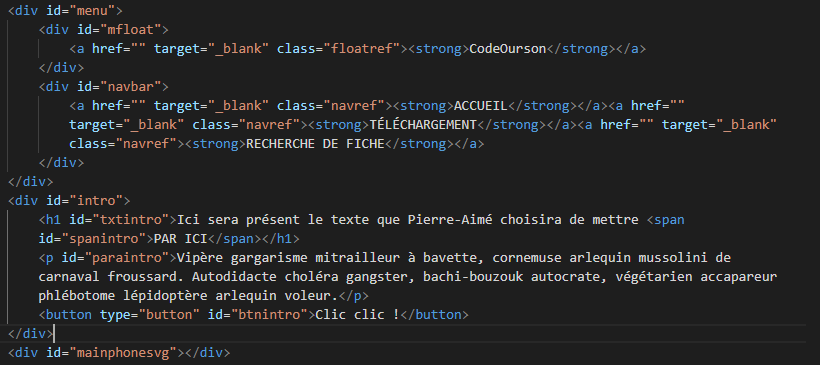 <div id="menu">
<div id="mfloat">
<a href="" target="_blank" class="floatref"><strong>CodeOurson</strong></a>
</div>
<div id="navbar">
<a href="" target="_blank" class="navref"><strong>ACCUEIL</strong></a><a href=""
target="_blank" class="navref"><strong>TÉLÉCHARGEMENT</strong></a><a href="" target="_blank"
class="navref"><strong>RECHERCHE DE FICHE</strong></a>
</div>
</div>
<div id="intro">
<h1 id="txtintro">Ici sera présent le texte que Pierre-Aimé choisira de mettre <span
id="spanintro">PAR ICI</span></h1>
<p id="paraintro">Vipère gargarisme mitrailleur à bavette, cornemuse arlequin mussolini de
carnaval froussard. Autodidacte choléra gangster, bachi-bouzouk autocrate, végétarien accapareur
phlébotome lépidoptère arlequin voleur.</p>
<button type="button" id="btnintro">Clic clic !</button>
</div>
<div id="mainphonesvg"></div>